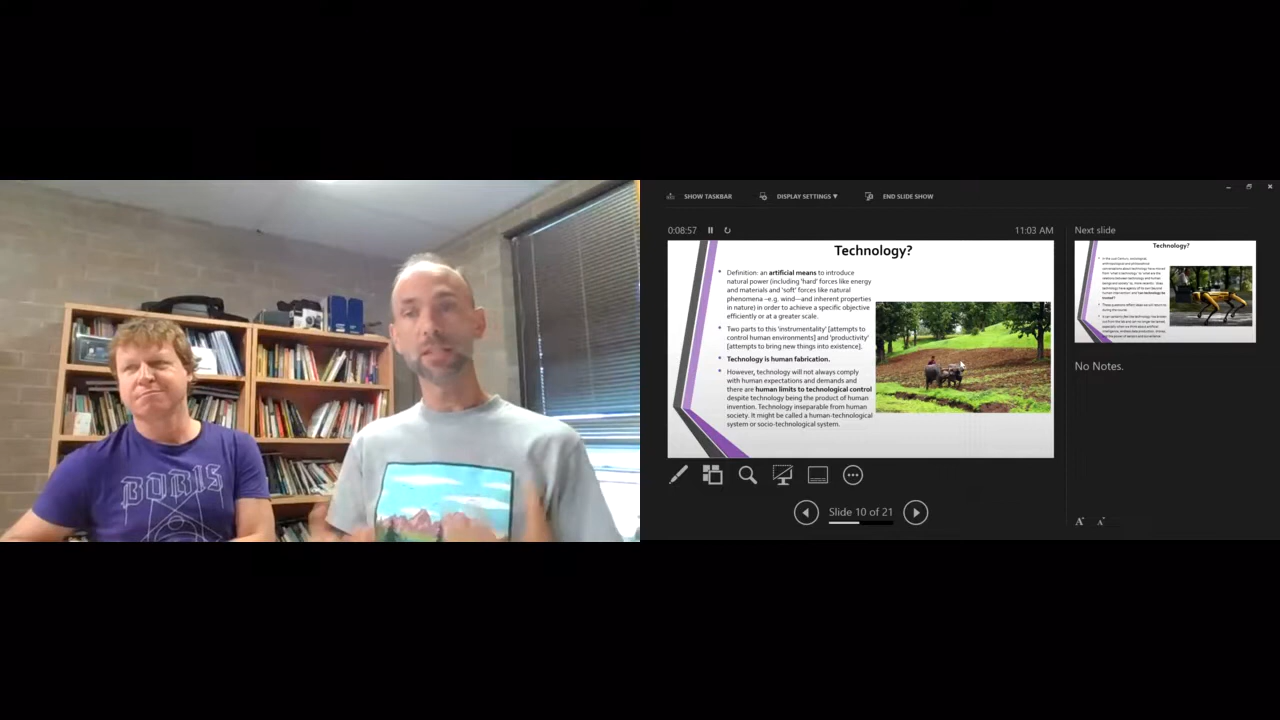 BORIS
SHOW TASKBAR
DISPLAY SETTINGS ▼
END SLIDE SHOW
0:08:57
11:03 AM
Technology?
• Definition: an artificial means to introduce
natural power (including 'hard' forces like energy
and materials and 'soft' forces like natural
phenomena –e.g. wind—and inherent properties
in nature) in order to achieve a specific objective
efficiently or at a greater scale.
• Two parts to this 'instrumentality' [attempts to
control human environments] and 'productivity'
[attempts to bring new things into existence].
• Technology is human fabrication.
• However, technology will not always comply
with human expectations and demands and
there are human limits to technological control
despite technology being the product of human
invention. Technology inseparable from human
society. It might be called a human-technological
system or socio-technological system.
Slide 10 of 21
Next slide
Technology?
No Notes.
A A